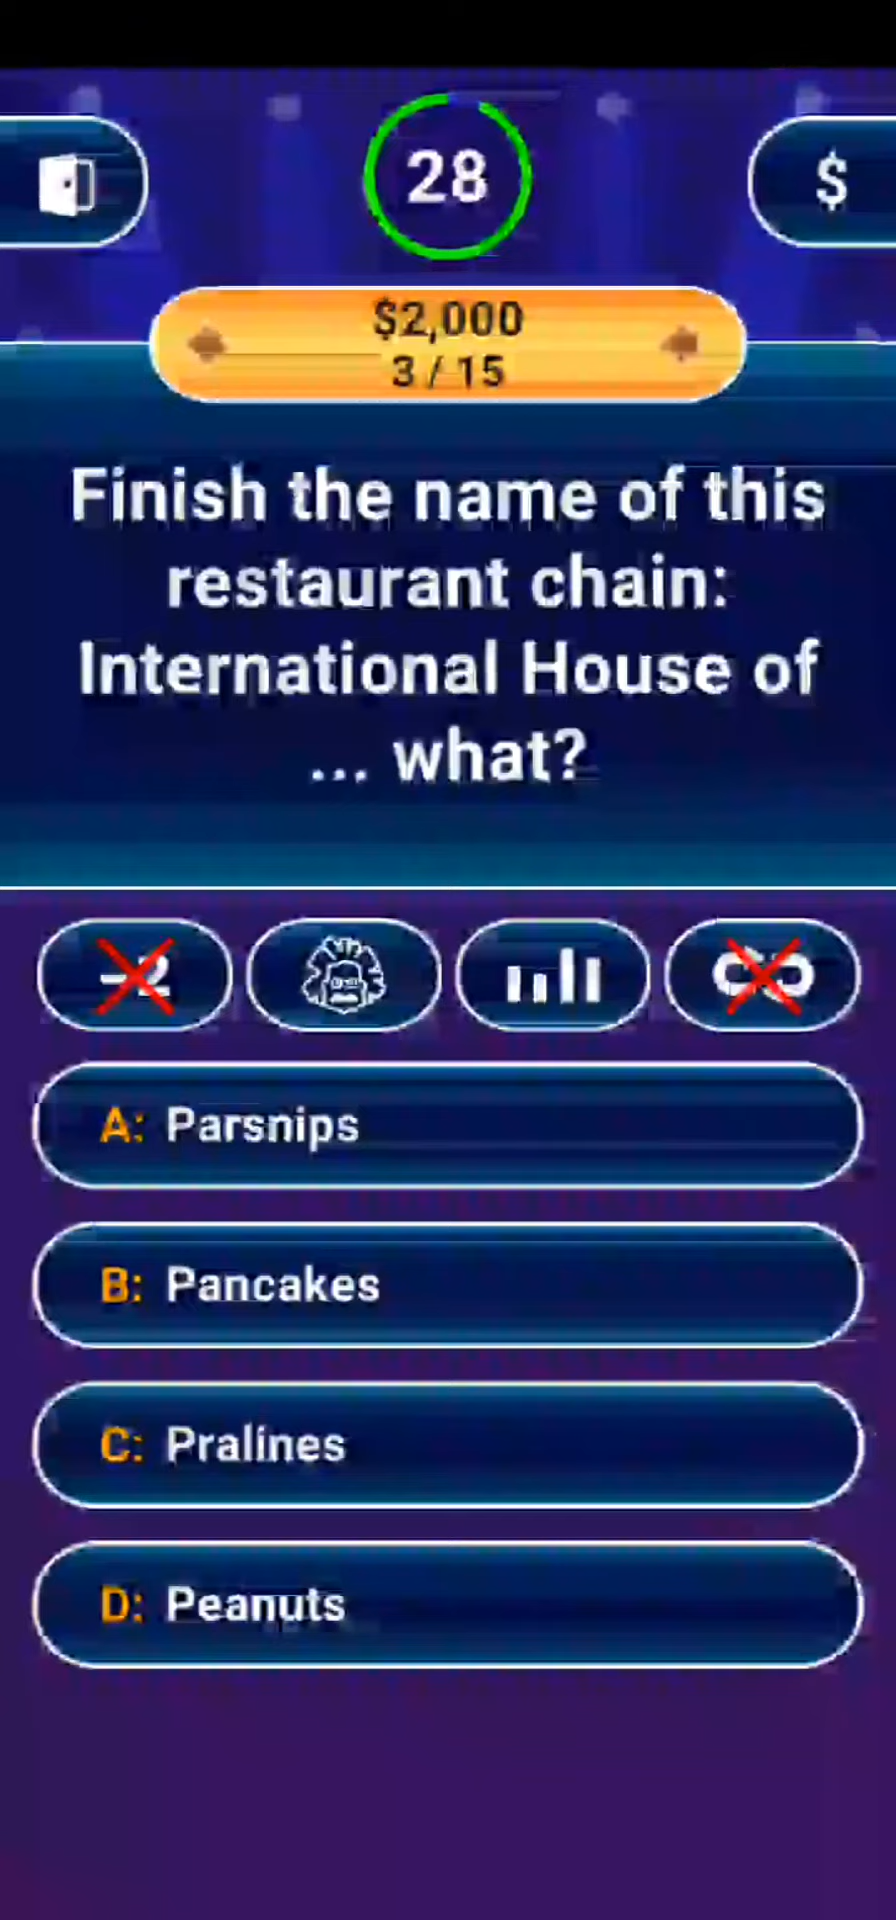 28
$
$2,000
3 / 15
Finish the name of this
restaurant chain:
International House of
... what?
-2
A: Parsnips
B: Pancakes
C: Pralines
D: Peanuts